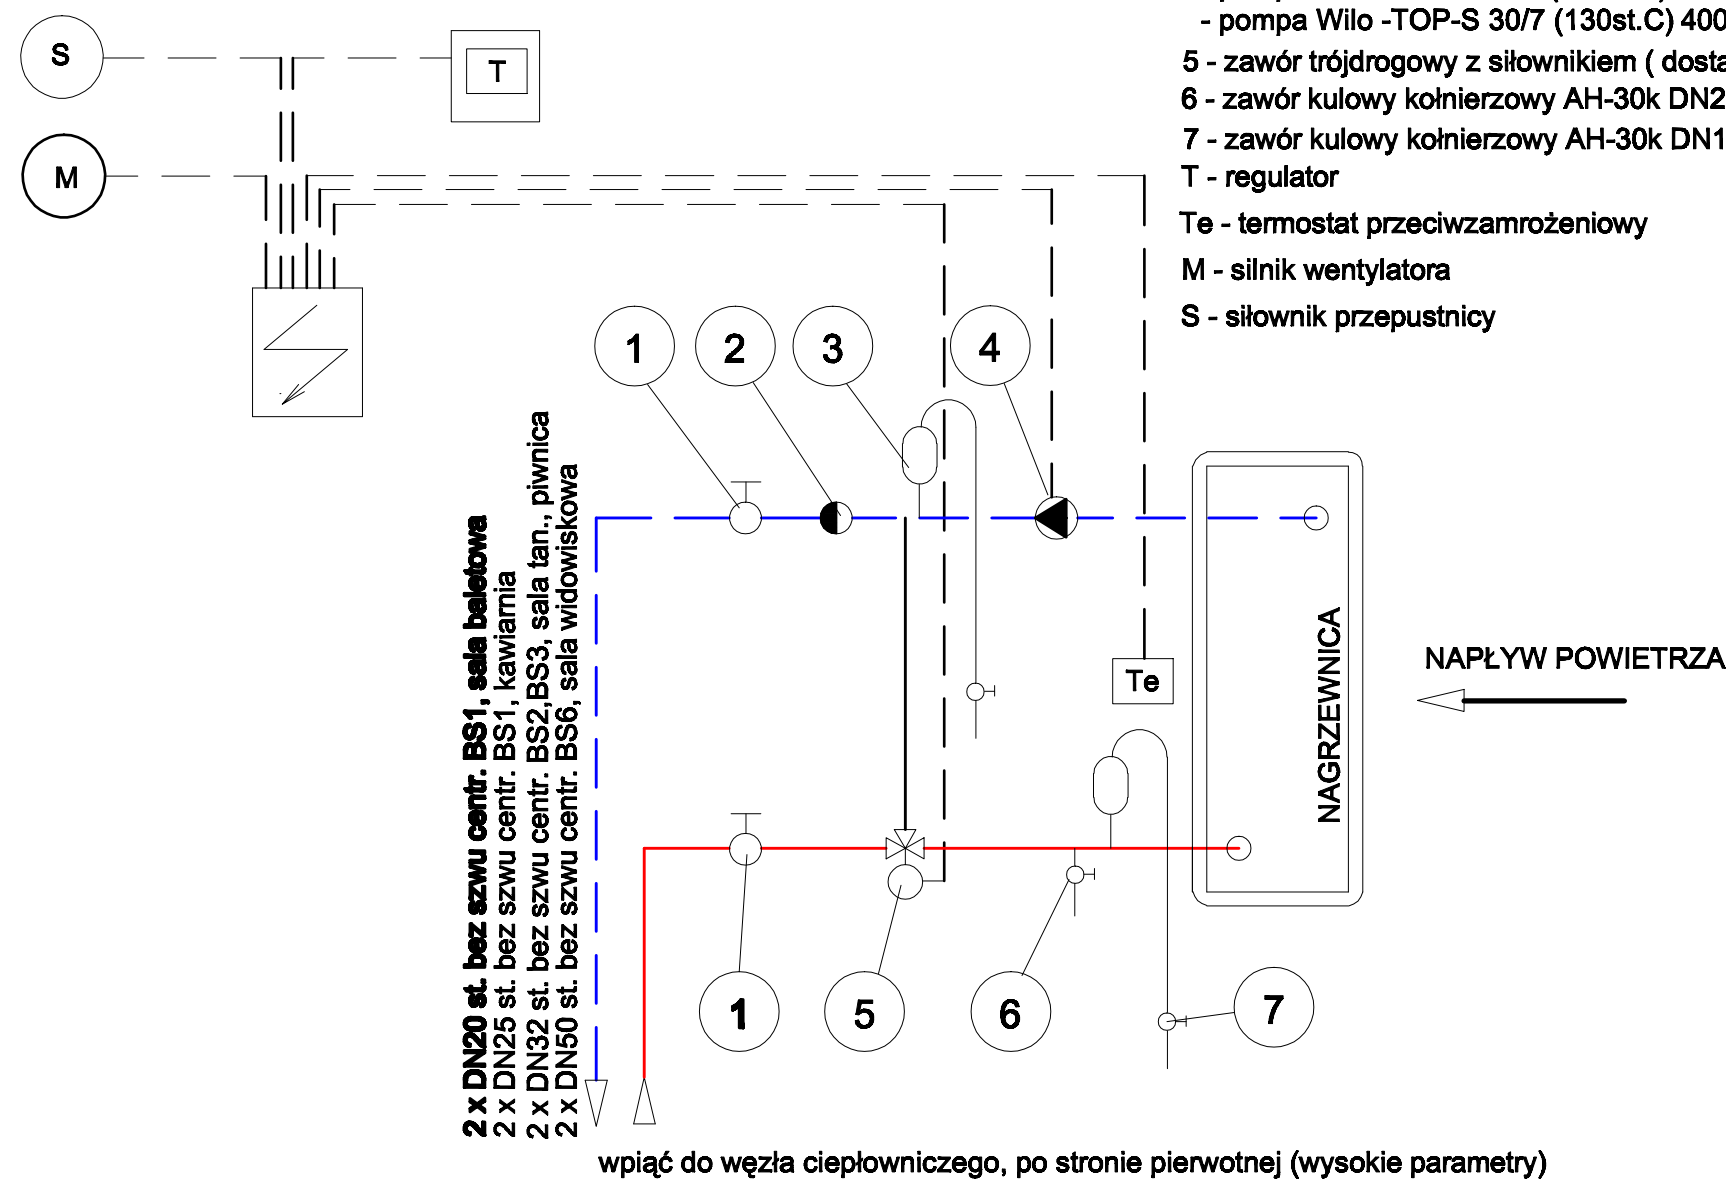 - pompa Wilo -TOP-S 30/7 (130st.C) 400
5 - zawór trójdrogowy z siłownikiem ( dosta
6 - zawór kulowy kołnierzowy AH-30k DN2
7 - zawór kulowy kołnierzowy AH-30k DN1
T - regulator
Te - termostat przeciwzamrożeniowy
M - silnik wentylatora
S - siłownik przepustnicy
S
T
M
1
2
3
4
2 x DN20 st. bez szwu centr. BS1, sala baletowa
2 x DN25 st. bez szwu centr. BS1, kawiarnia
2 x DN32 st. bez szwu centr. BS2,BS3, sala tan., piwnica
2 x DN50 st. bez szwu centr. BS6, sala widowiskowa
Te
NAGRZEWNICA
NAPŁYW POWIETRZA
1
5
6
7
wpiąć do węzła ciepłowniczego, po stronie pierwotnej (wysokie parametry)